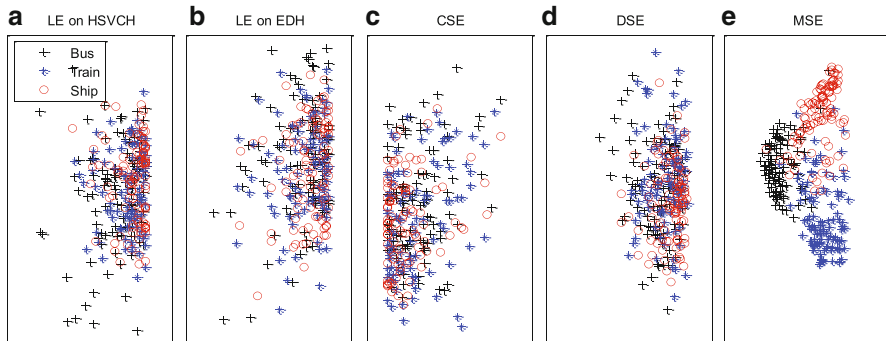 a LE on HSVCH
b LE on EDH
c CSE
d DSE
e MSE
Bus
Train
Ship